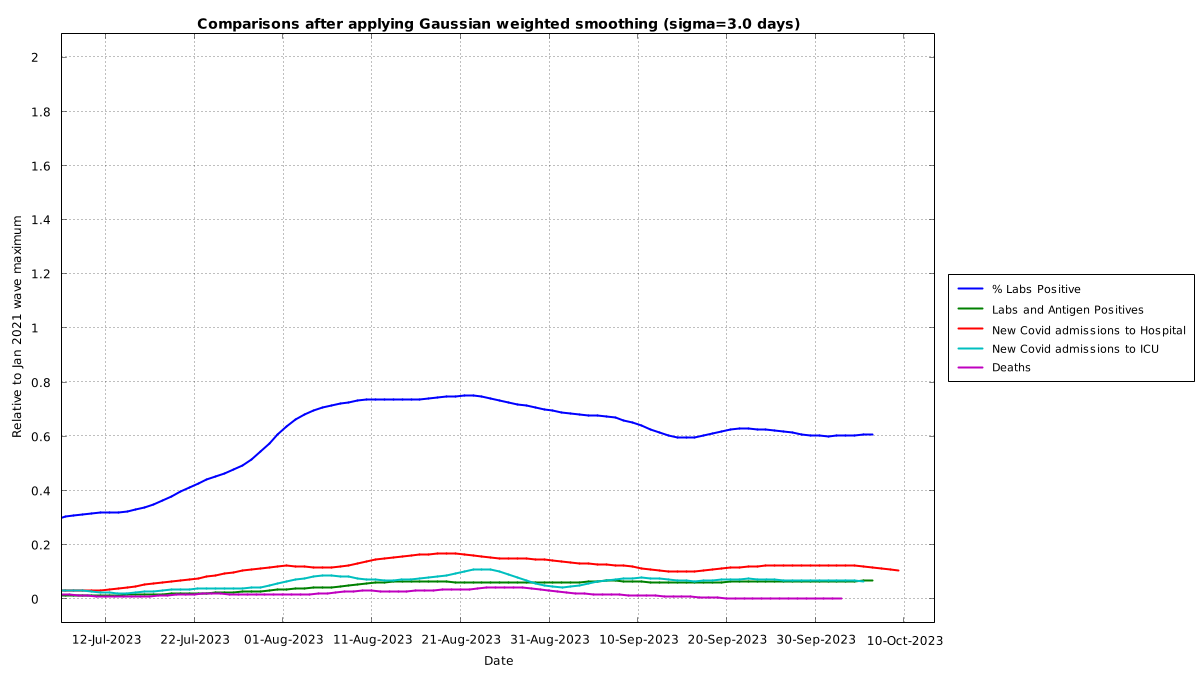 Comparisons after applying Gaussian weighted smoothing (sigma=3.0 days)
Relative to Jan 2021 wave maximum
2
1.8
1.6
1.4
1.2
1
0.8
0.6
0.4
0.2
0
12-Jul-2023 22-Jul-2023 01-Aug-2023 11-Aug-2023 21-Aug-2023 31-Aug-2023 10-Sep-2023 20-Sep-2023 30-Sep-2023 10-Oct-2023
Date
% Labs Positive
Labs and Antigen Positives
New Covid admissions to Hospital
New Covid admissions to ICU
Deaths